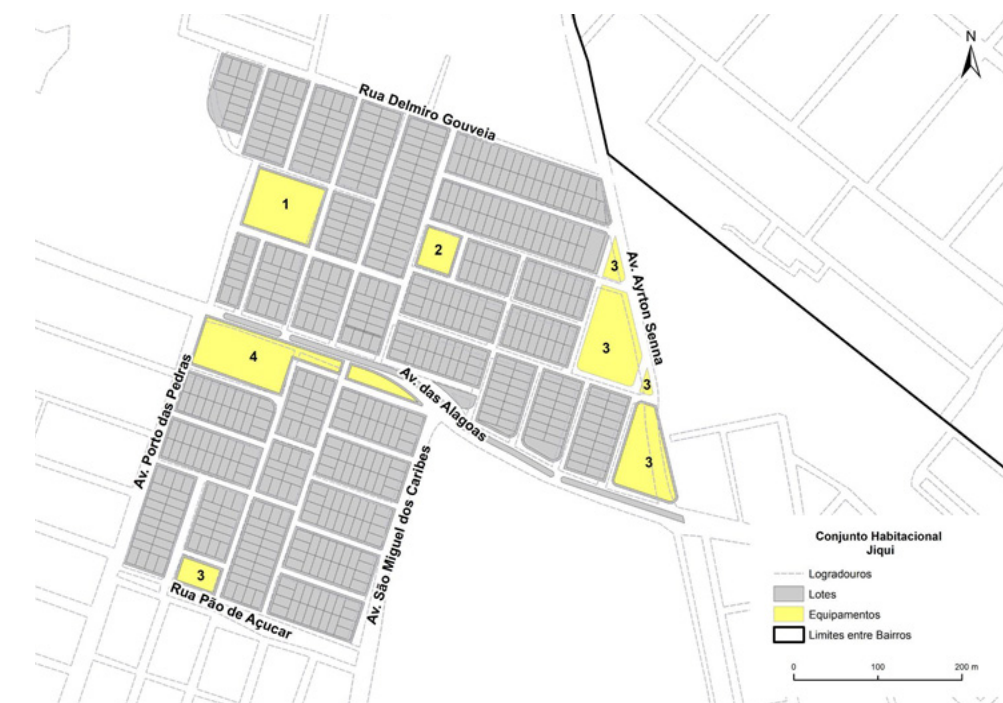 N
Rua Delmiro Gouveia
1
2
3
Av. Ayrton Senna
3
4
3
Av. das Alagoas
Av. Porto das Pedras
3
Av. São Miguel dos Caribes
3
Rua Pão de Açucar
Conjunto Habitacional
Jiqui
Logradouros
Lotes
Equipamentos
Limites entre Bairros
0 100 200 m